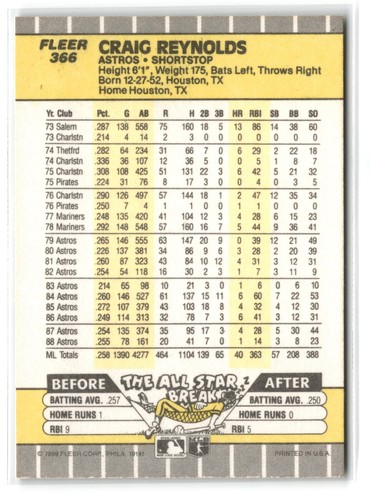 FLEER
366
CRAIG REYNOLDS
ASTROS • SHORTSTOP
Height 6'1", Weight 175, Bats Left, Throws Right
Born 12-27-52, Houston, TX
Home Houston, TX
Yr. Club Pct. G AB R H 2B 3B HR RBI SB BB SO
73 Salem .287 138 558 75 160 18 5 13 86 14 38 60
73 Charlstn .214 4 14 2 3 0 0 0 0 0 0 0
74 Thetfrd .282 64 234 33 66 7 0 6 29 2 22 18
74 Charlstn .336 36 107 12 36 5 0 0 5 1 8 7
75 Charlstn .308 108 425 51 131 22 3 6 42 5 21 32
75 Pirates .224 31 76 8 17 3 0 0 4 0 3 5
76 Charlstn .290 126 497 57 144 18 1 2 47 12 35 34
76 Pirates .250 7 4 1 1 0 0 1 1 0 0 0
77 Mariners .248 135 420 41 104 12 3 4 28 6 15 23
78 Mariners .292 148 548 57 160 16 7 5 44 9 36 41
79 Astros .265 146 555 63 147 20 9 0 39 12 21 49
80 Astros .226 137 381 34 86 9 6 3 28 2 20 39
81 Astros .260 87 323 43 84 10 12 4 31 3 12 31
82 Astros .254 54 118 16 30 2 3 1 7 3 11 9
83 Astros .214 65 98 10 21 3 0 1 6 0 6 10
84 Astros .260 146 527 61 137 15 11 6 60 7 22 53
85 Astros .272 107 379 43 103 18 8 4 32 4 12 30
86 Astros .249 114 313 32 78 7 3 6 41 3 12 31
87 Astros .254 135 374 35 95 17 3 4 28 5 30 44
88 Astros .255 78 161 20 41 7 0 1 14 3 8 23
ML Totals .258 1390 4277 464 1104 139 65 40 363 57 208 388
BEFORE THE ALL STAR BREAK AFTER
BATTING AVG. .257 BATTING AVG. .250
HOME RUNS 1 HOME RUNS 0
RBI 9 RBI 5
© 1989 FLEER CORP., PHILA. 19141 PRINTED IN U.S.A.